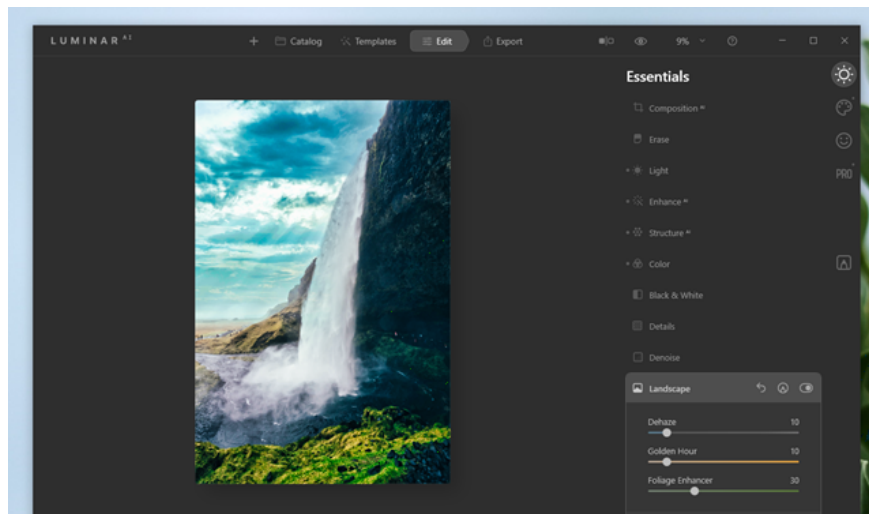 LUMINAR AI
Catalog
Templates
Edit
Export
9%
Essentials
Composition AI
Erase
Light
Enhance AI
Structure AI
Color
Black & White
Details
Denoise
Landscape
Dehaze 10
Golden Hour 10
Foliage Enhancer 30
PRO